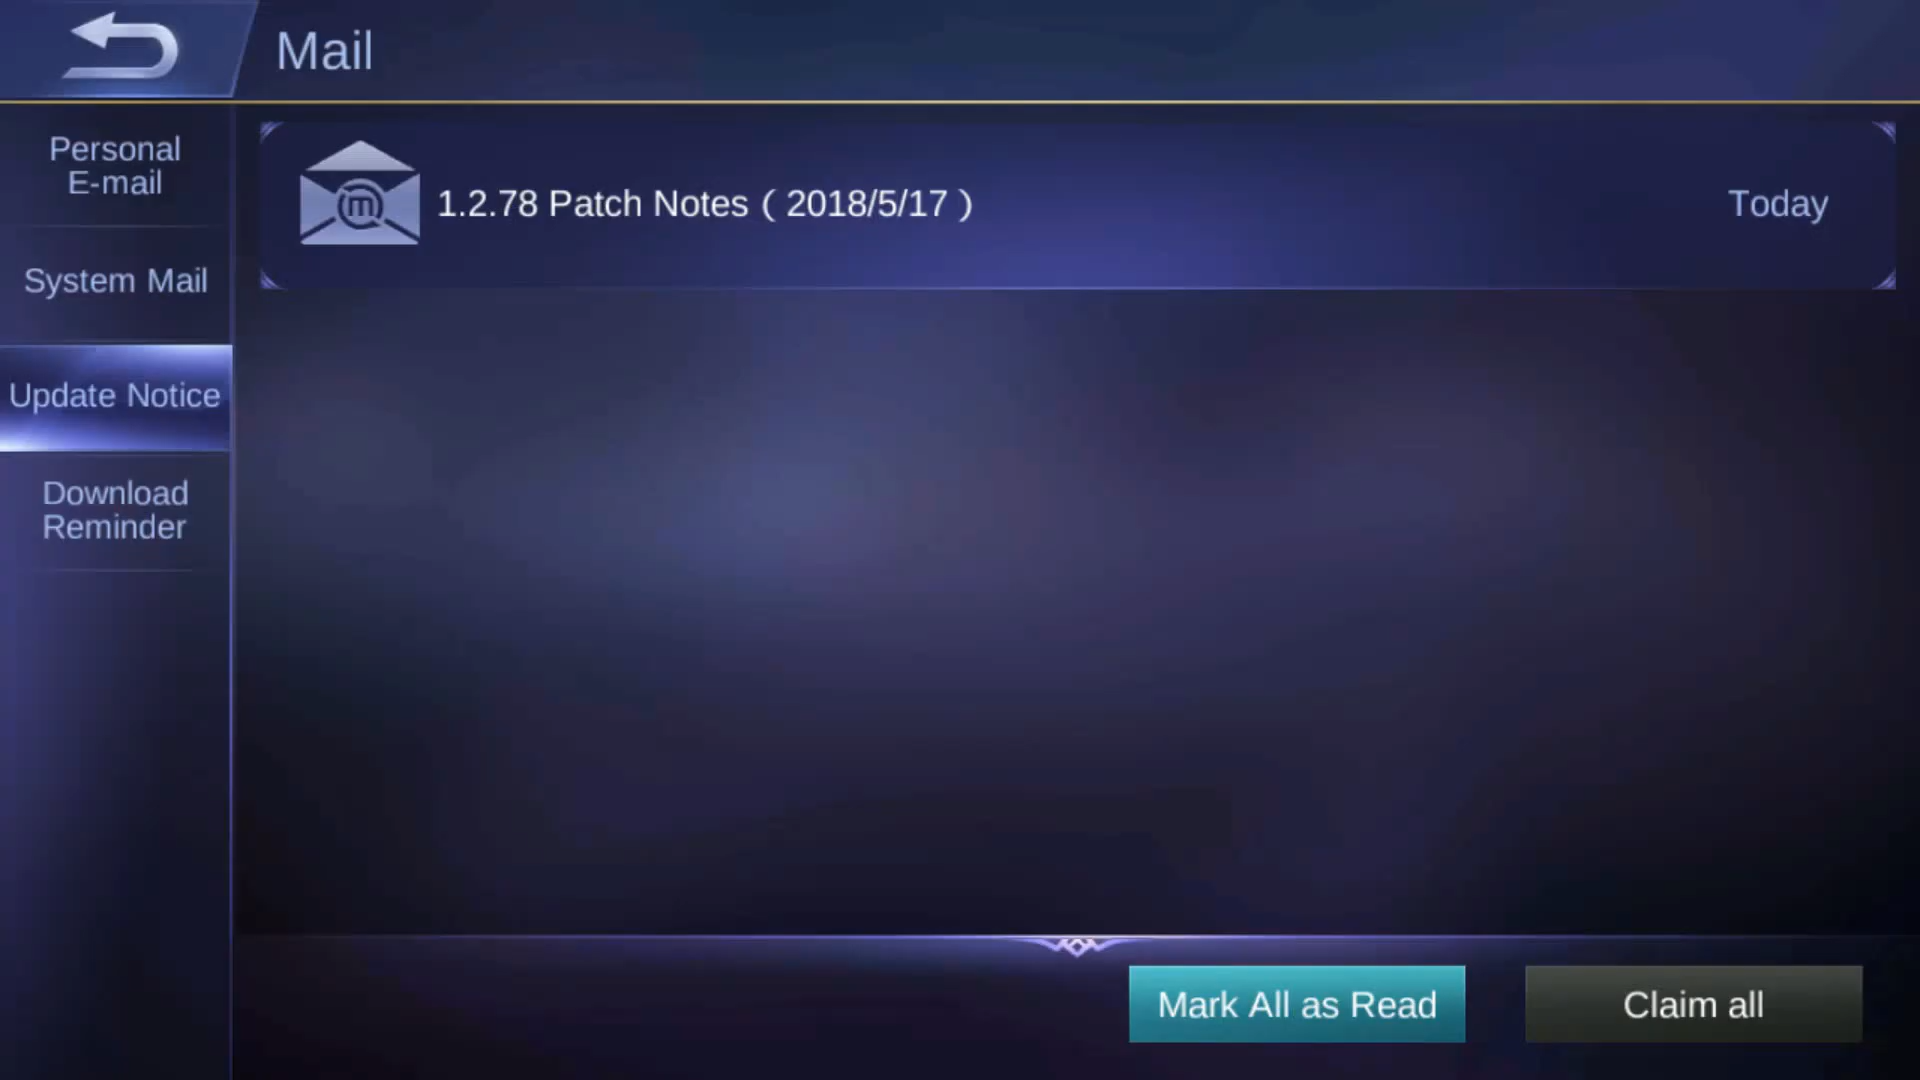 Mail
Personal
E-mail
System Mail
Update Notice
Download
Reminder
1.2.78 Patch Notes ( 2018/5/17 )
Today
Mark All as Read
Claim all